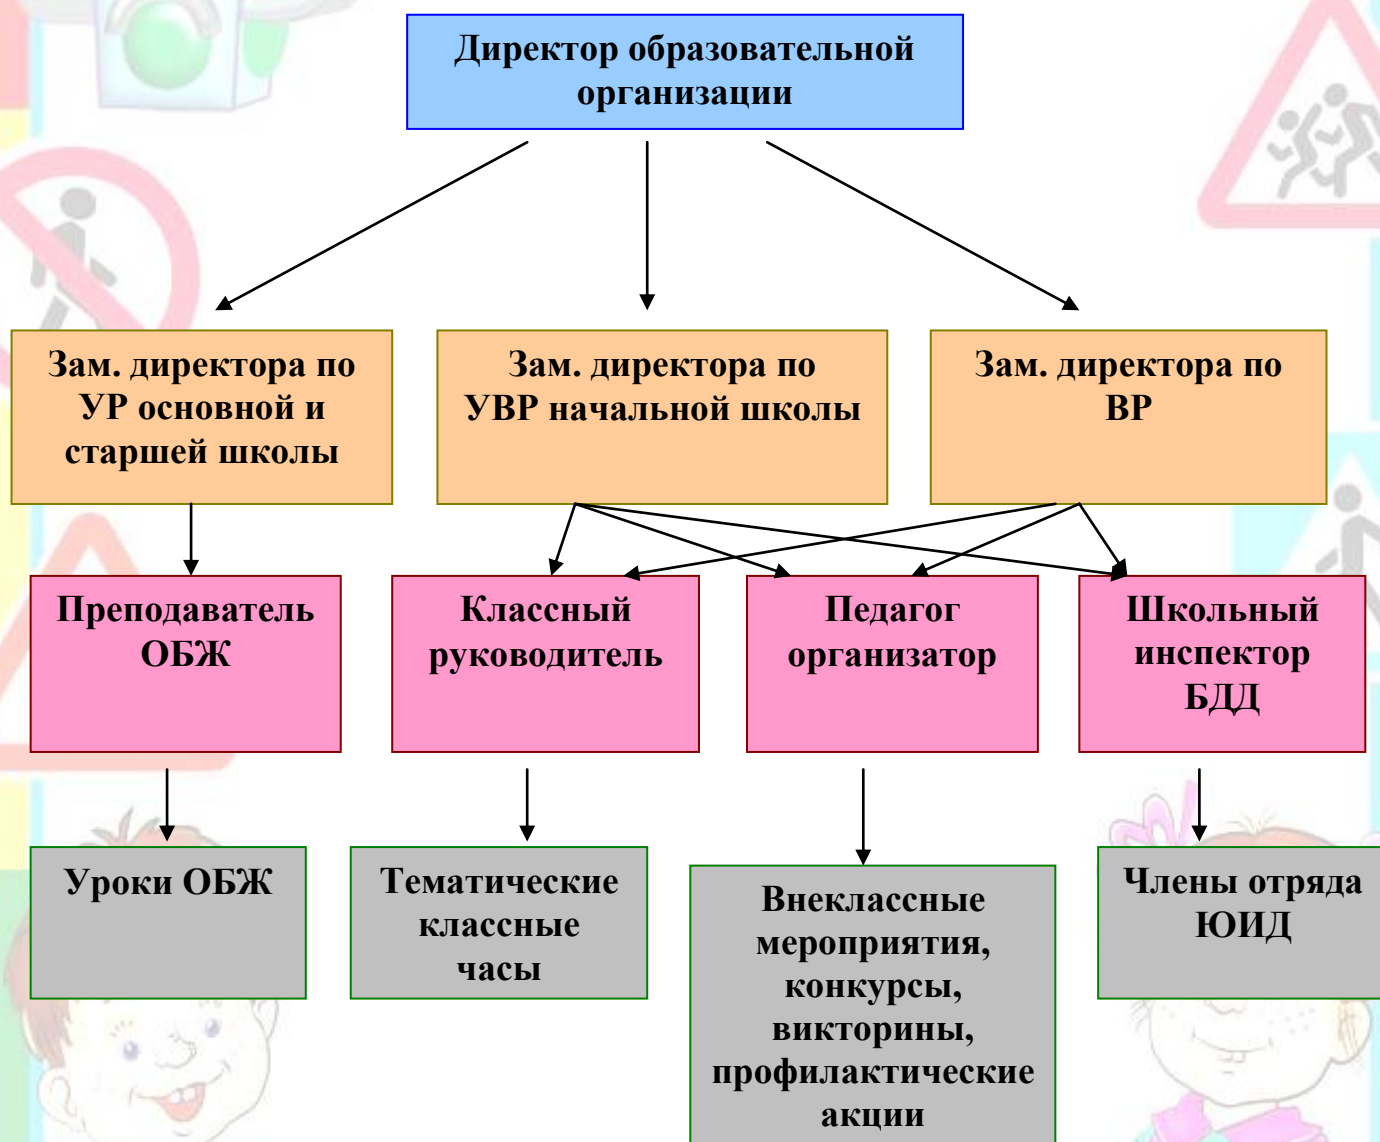 Директор образовательной
организации
Зам. директора по
УР основной и
старшей школы
Зам. директора по
УВР начальной школы
Зам. директора по
ВР
Преподаватель
ОБЖ
Классный
руководитель
Педагог
организатор
Школьный
инспектор
БДД
Уроки ОБЖ
Тематические
классные
часы
Внеклассные
мероприятия,
конкурсы,
викторины,
профилактические
акции
Члены отряда
ЮИД